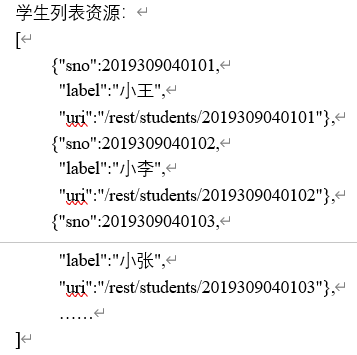 学生列表资源：
[
{"sno":2019309040101,
"label":"小王",
"uri":"/rest/students/2019309040101"},
{"sno":2019309040102,
"label":"小李",
"uri":"/rest/students/2019309040102"},
{"sno":2019309040103,
"label":"小张",
"uri":"/rest/students/2019309040103"},
……
]